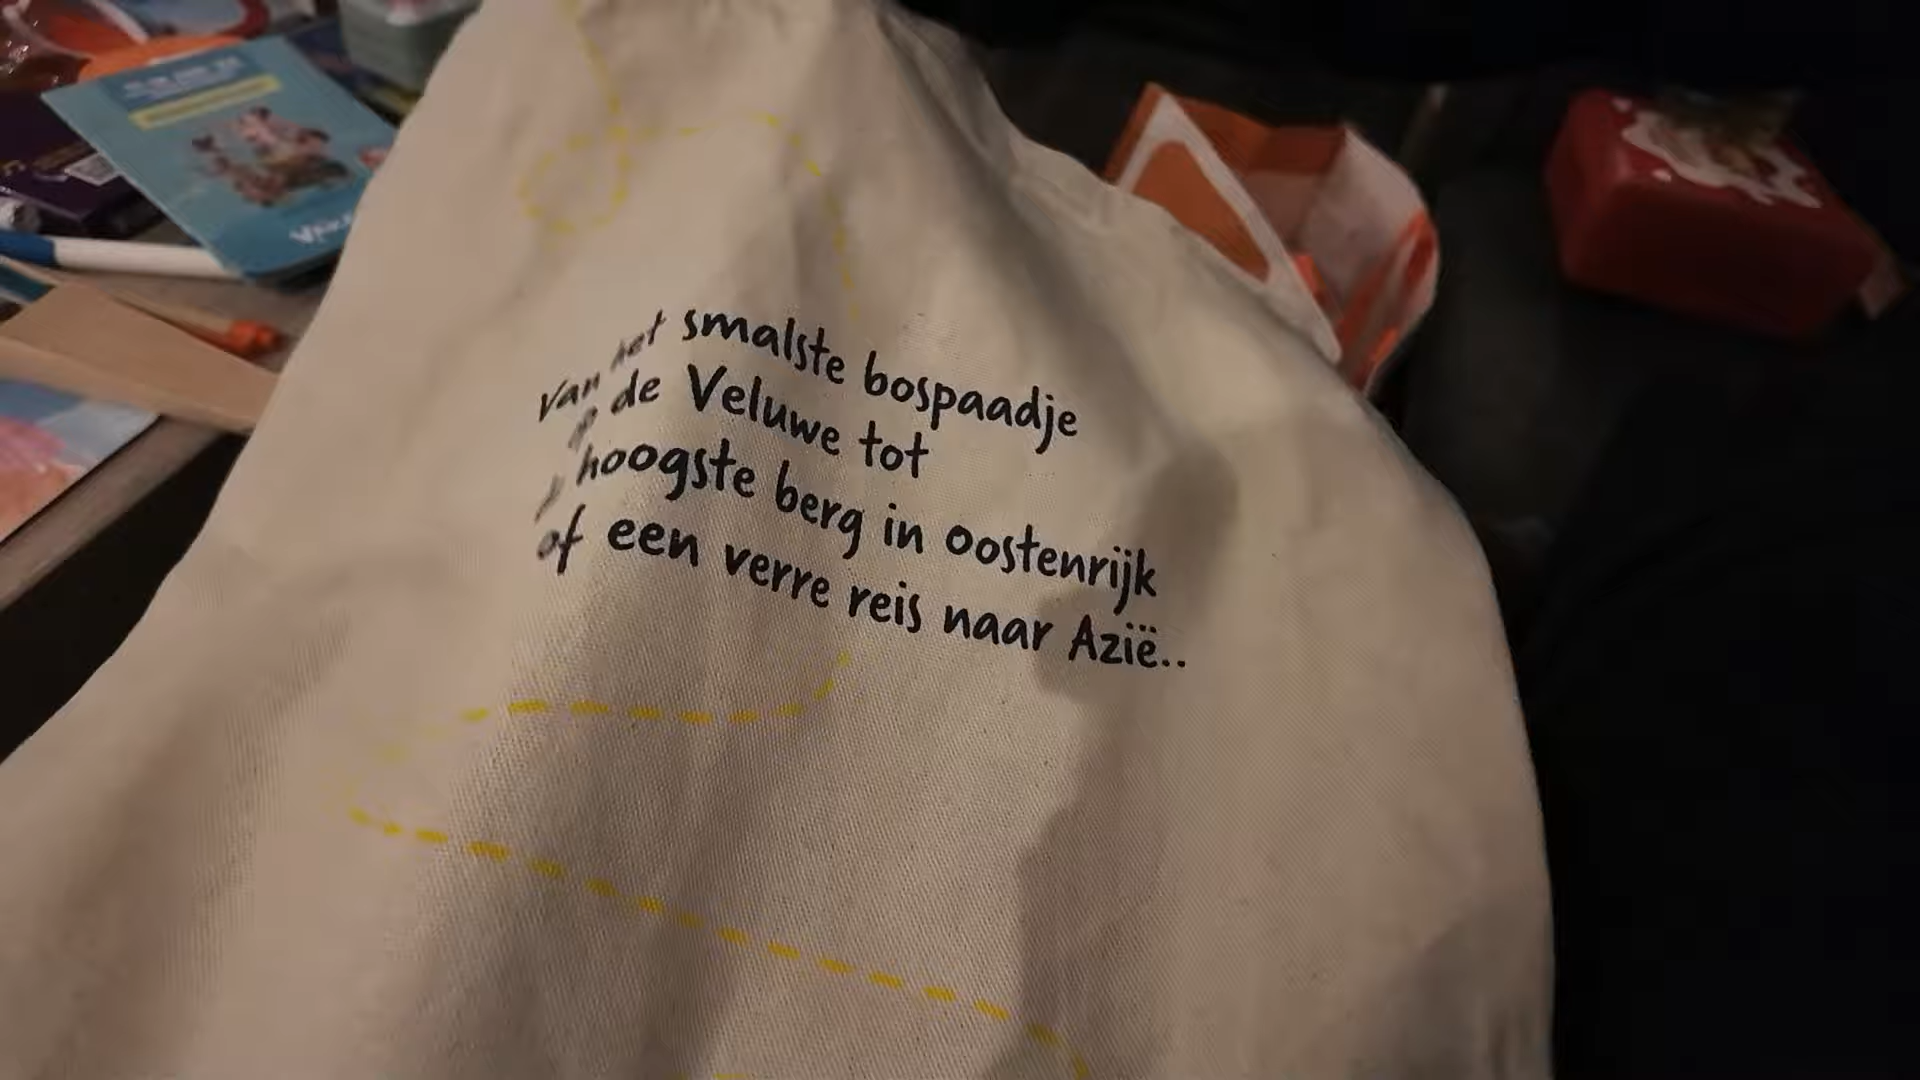 Van het smalste bospaadje
op de Veluwe tot
hoogste berg in oostenrijk
of een verre reis naar Azië..